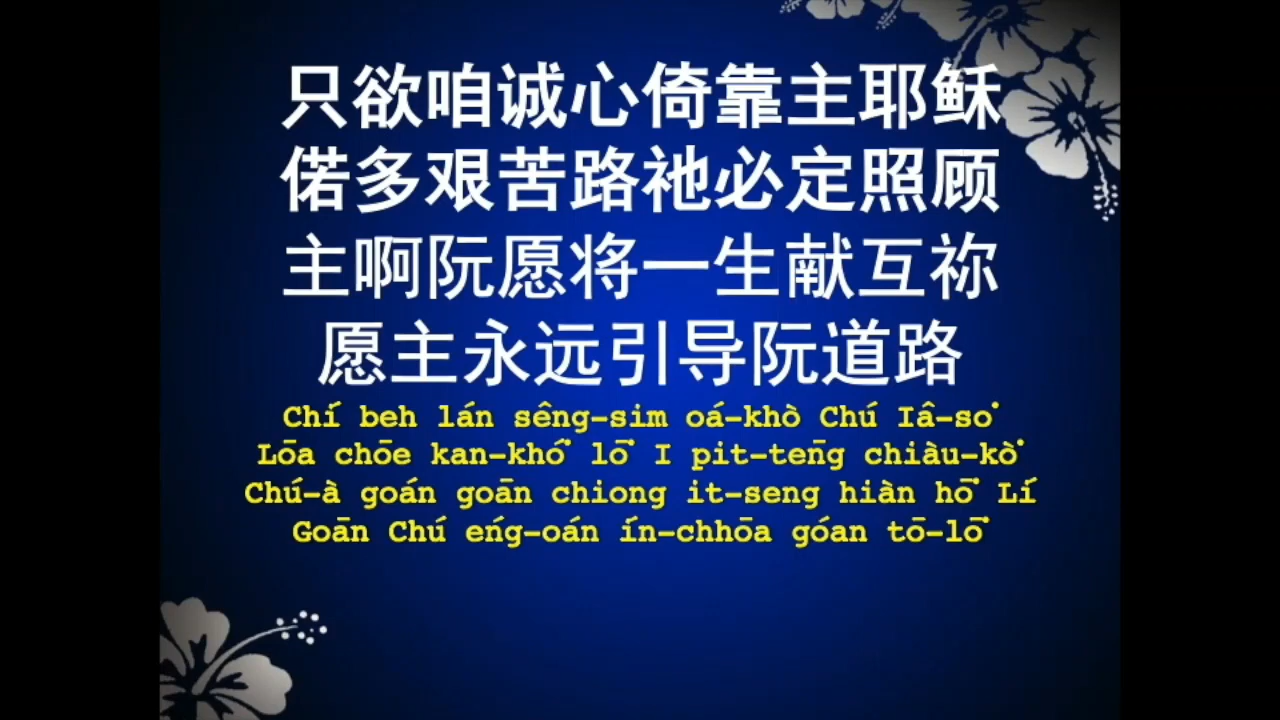 只欲咱诚心倚靠主耶稣
偌多艰苦路祂必定照顾
主啊阮愿将一生献互祢
愿主永远引导阮道路
Chí beh lán sêng-sim oá-khò Chú Iâ-so͘
Lōa chōe kan-khó͘ lō͘ I pit-tēng chiàu-kò͘
Chú-à goán goān chiong it-seng hiàn hō͘ Lí
Goān Chú éng-oán ín-chhōa góan tō-lō͘